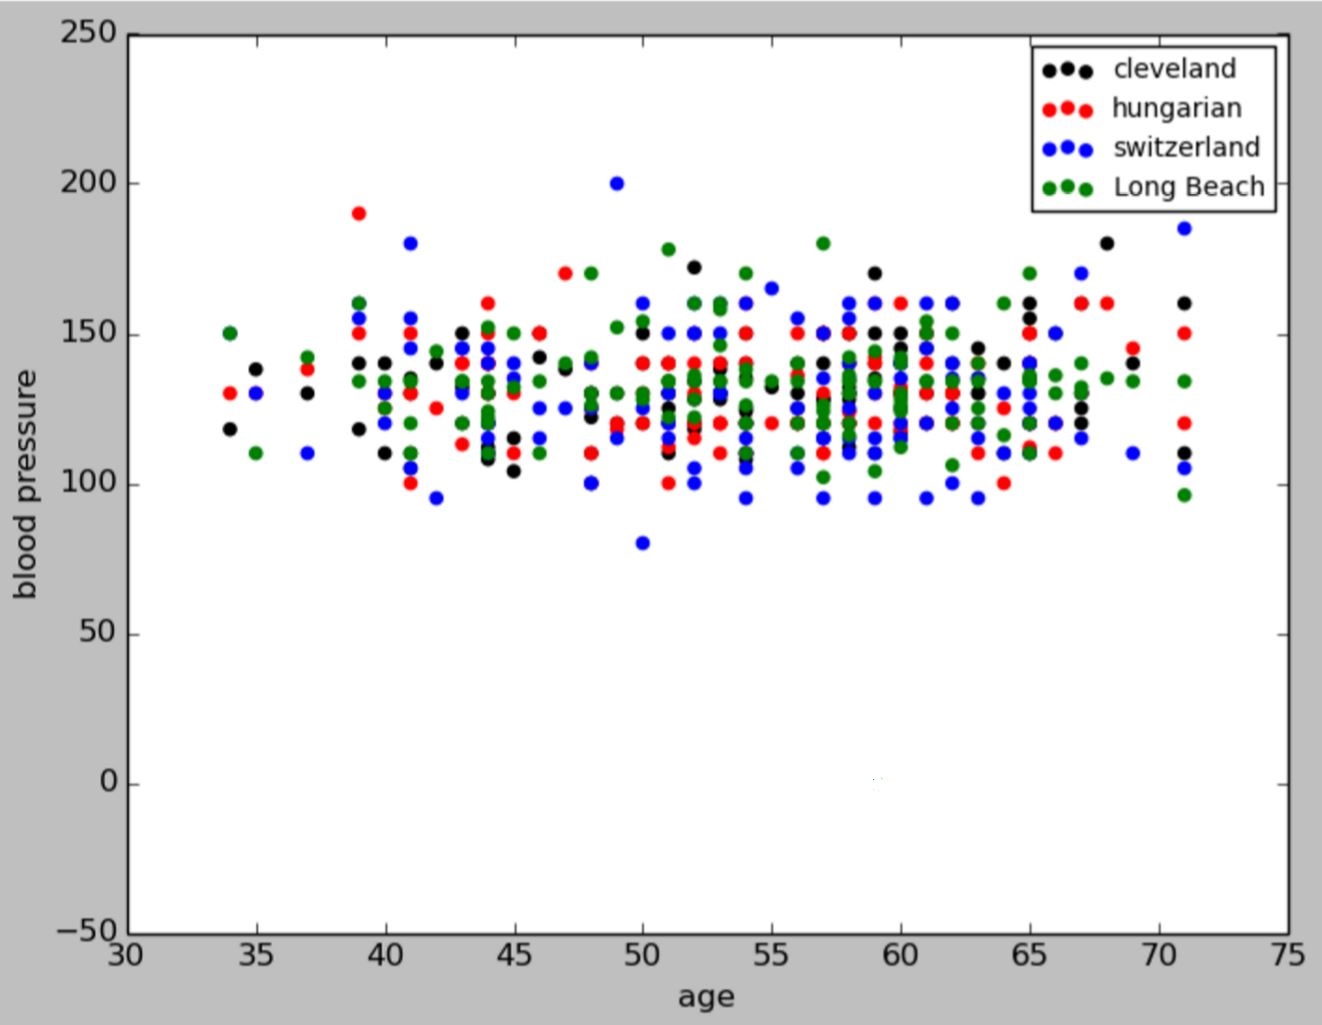 250
200
150
100
50
0
−50
30 35 40 45 50 55 60 65 70 75
age
blood pressure
cleveland
hungarian
switzerland
Long Beach